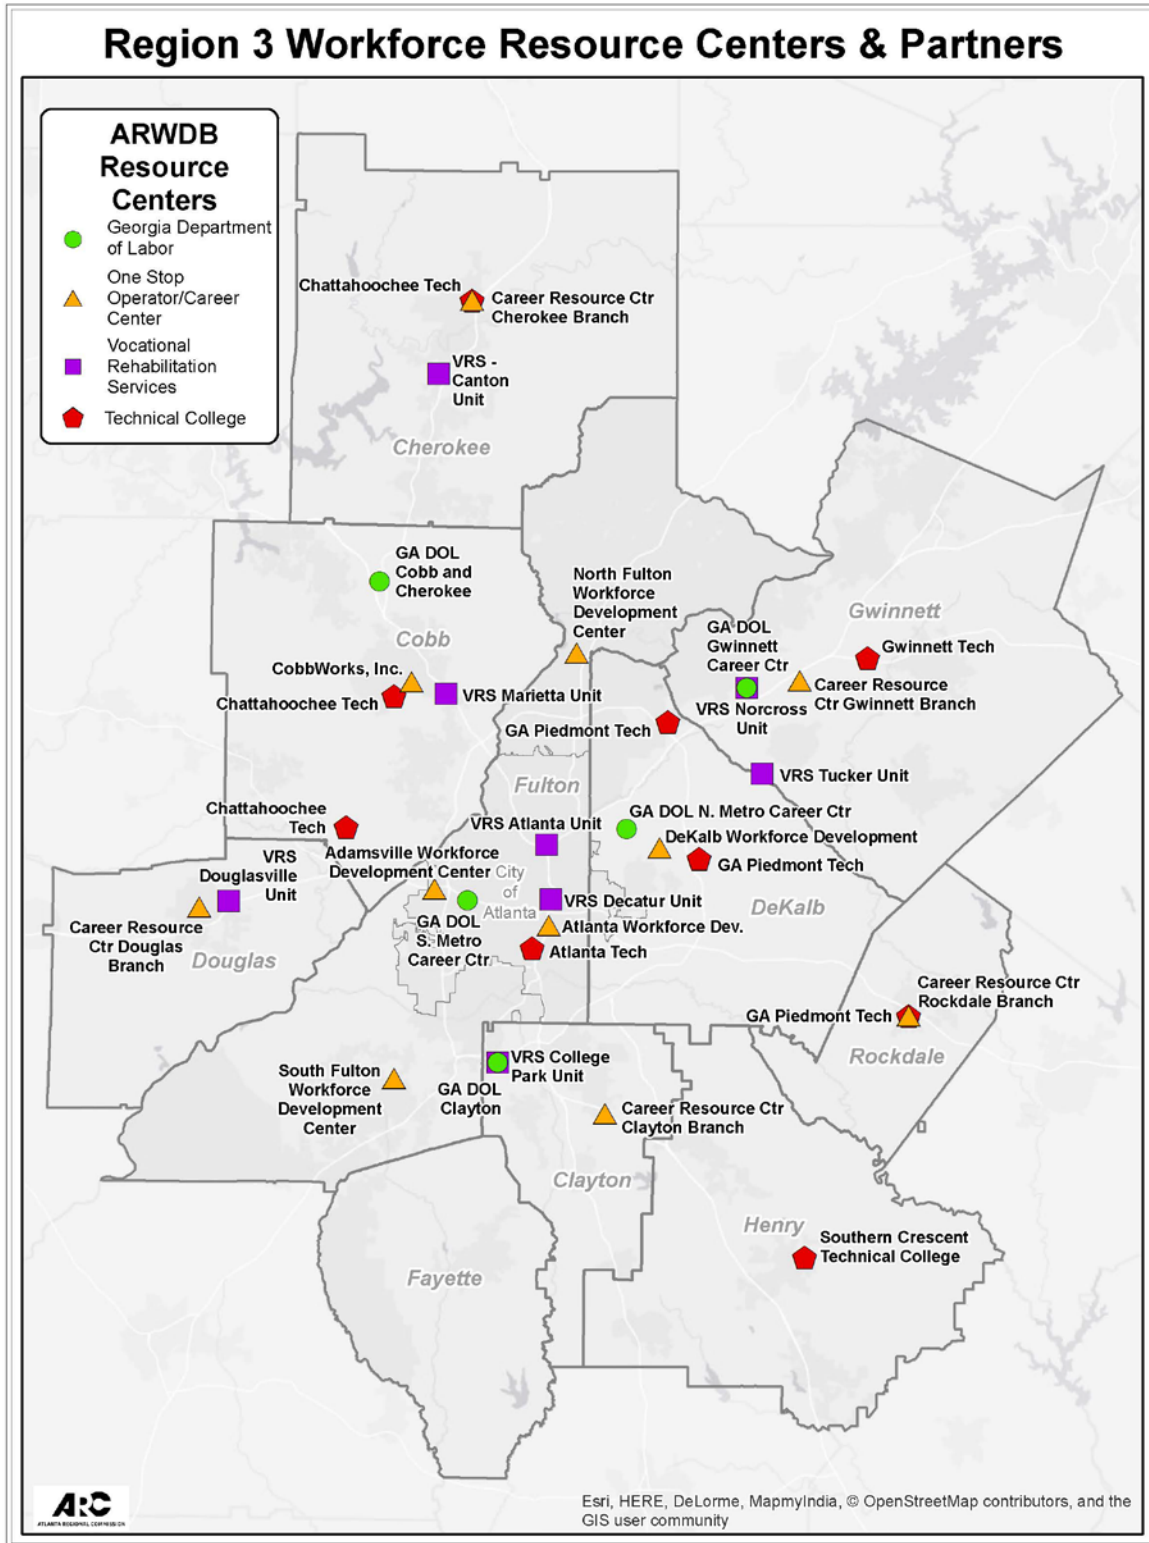 Region 3 Workforce Resource Centers & Partners
ARWDB
Resource
Centers
Georgia Department
of Labor
One Stop
Operator/Career
Center
Vocational
Rehabilitation
Services
Technical College
Chattahoochee Tech
Career Resource Ctr
Cherokee Branch
VRS -
Canton
Unit
Cherokee
GA DOL
Cobb and
Cherokee
Cobb
North Fulton
Workforce
Development
Center
Gwinnett
GA DOL
Gwinnett
Career Ctr
Gwinnett Tech
CobbWorks, Inc.
Chattahoochee Tech
VRS Marietta Unit
Career Resource
Ctr Gwinnett Branch
VRS Norcross
Unit
GA Piedmont Tech
VRS Tucker Unit
Fulton
Chattahoochee
Tech
VRS Atlanta Unit
GA DOL N. Metro Career Ctr
DeKalb Workforce Development
GA Piedmont Tech
VRS
Douglasville
Unit
Adamsville Workforce
Development Center
City
of
Atlanta
VRS Decatur Unit
DeKalb
Career Resource
Ctr Douglas
Branch
Douglas
GA DOL
S. Metro
Career Ctr
Atlanta Workforce Dev.
Atlanta Tech
Career Resource Ctr
Rockdale Branch
GA Piedmont Tech
Rockdale
VRS College
Park Unit
GA DOL
Clayton
South Fulton
Workforce
Development
Center
Career Resource Ctr
Clayton Branch
Clayton
Henry
Southern Crescent
Technical College
Fayette
ARC
ATLANTA REGIONAL COMMISSION
Esri, HERE, DeLorme, MapmyIndia, © OpenStreetMap contributors, and the
GIS user community